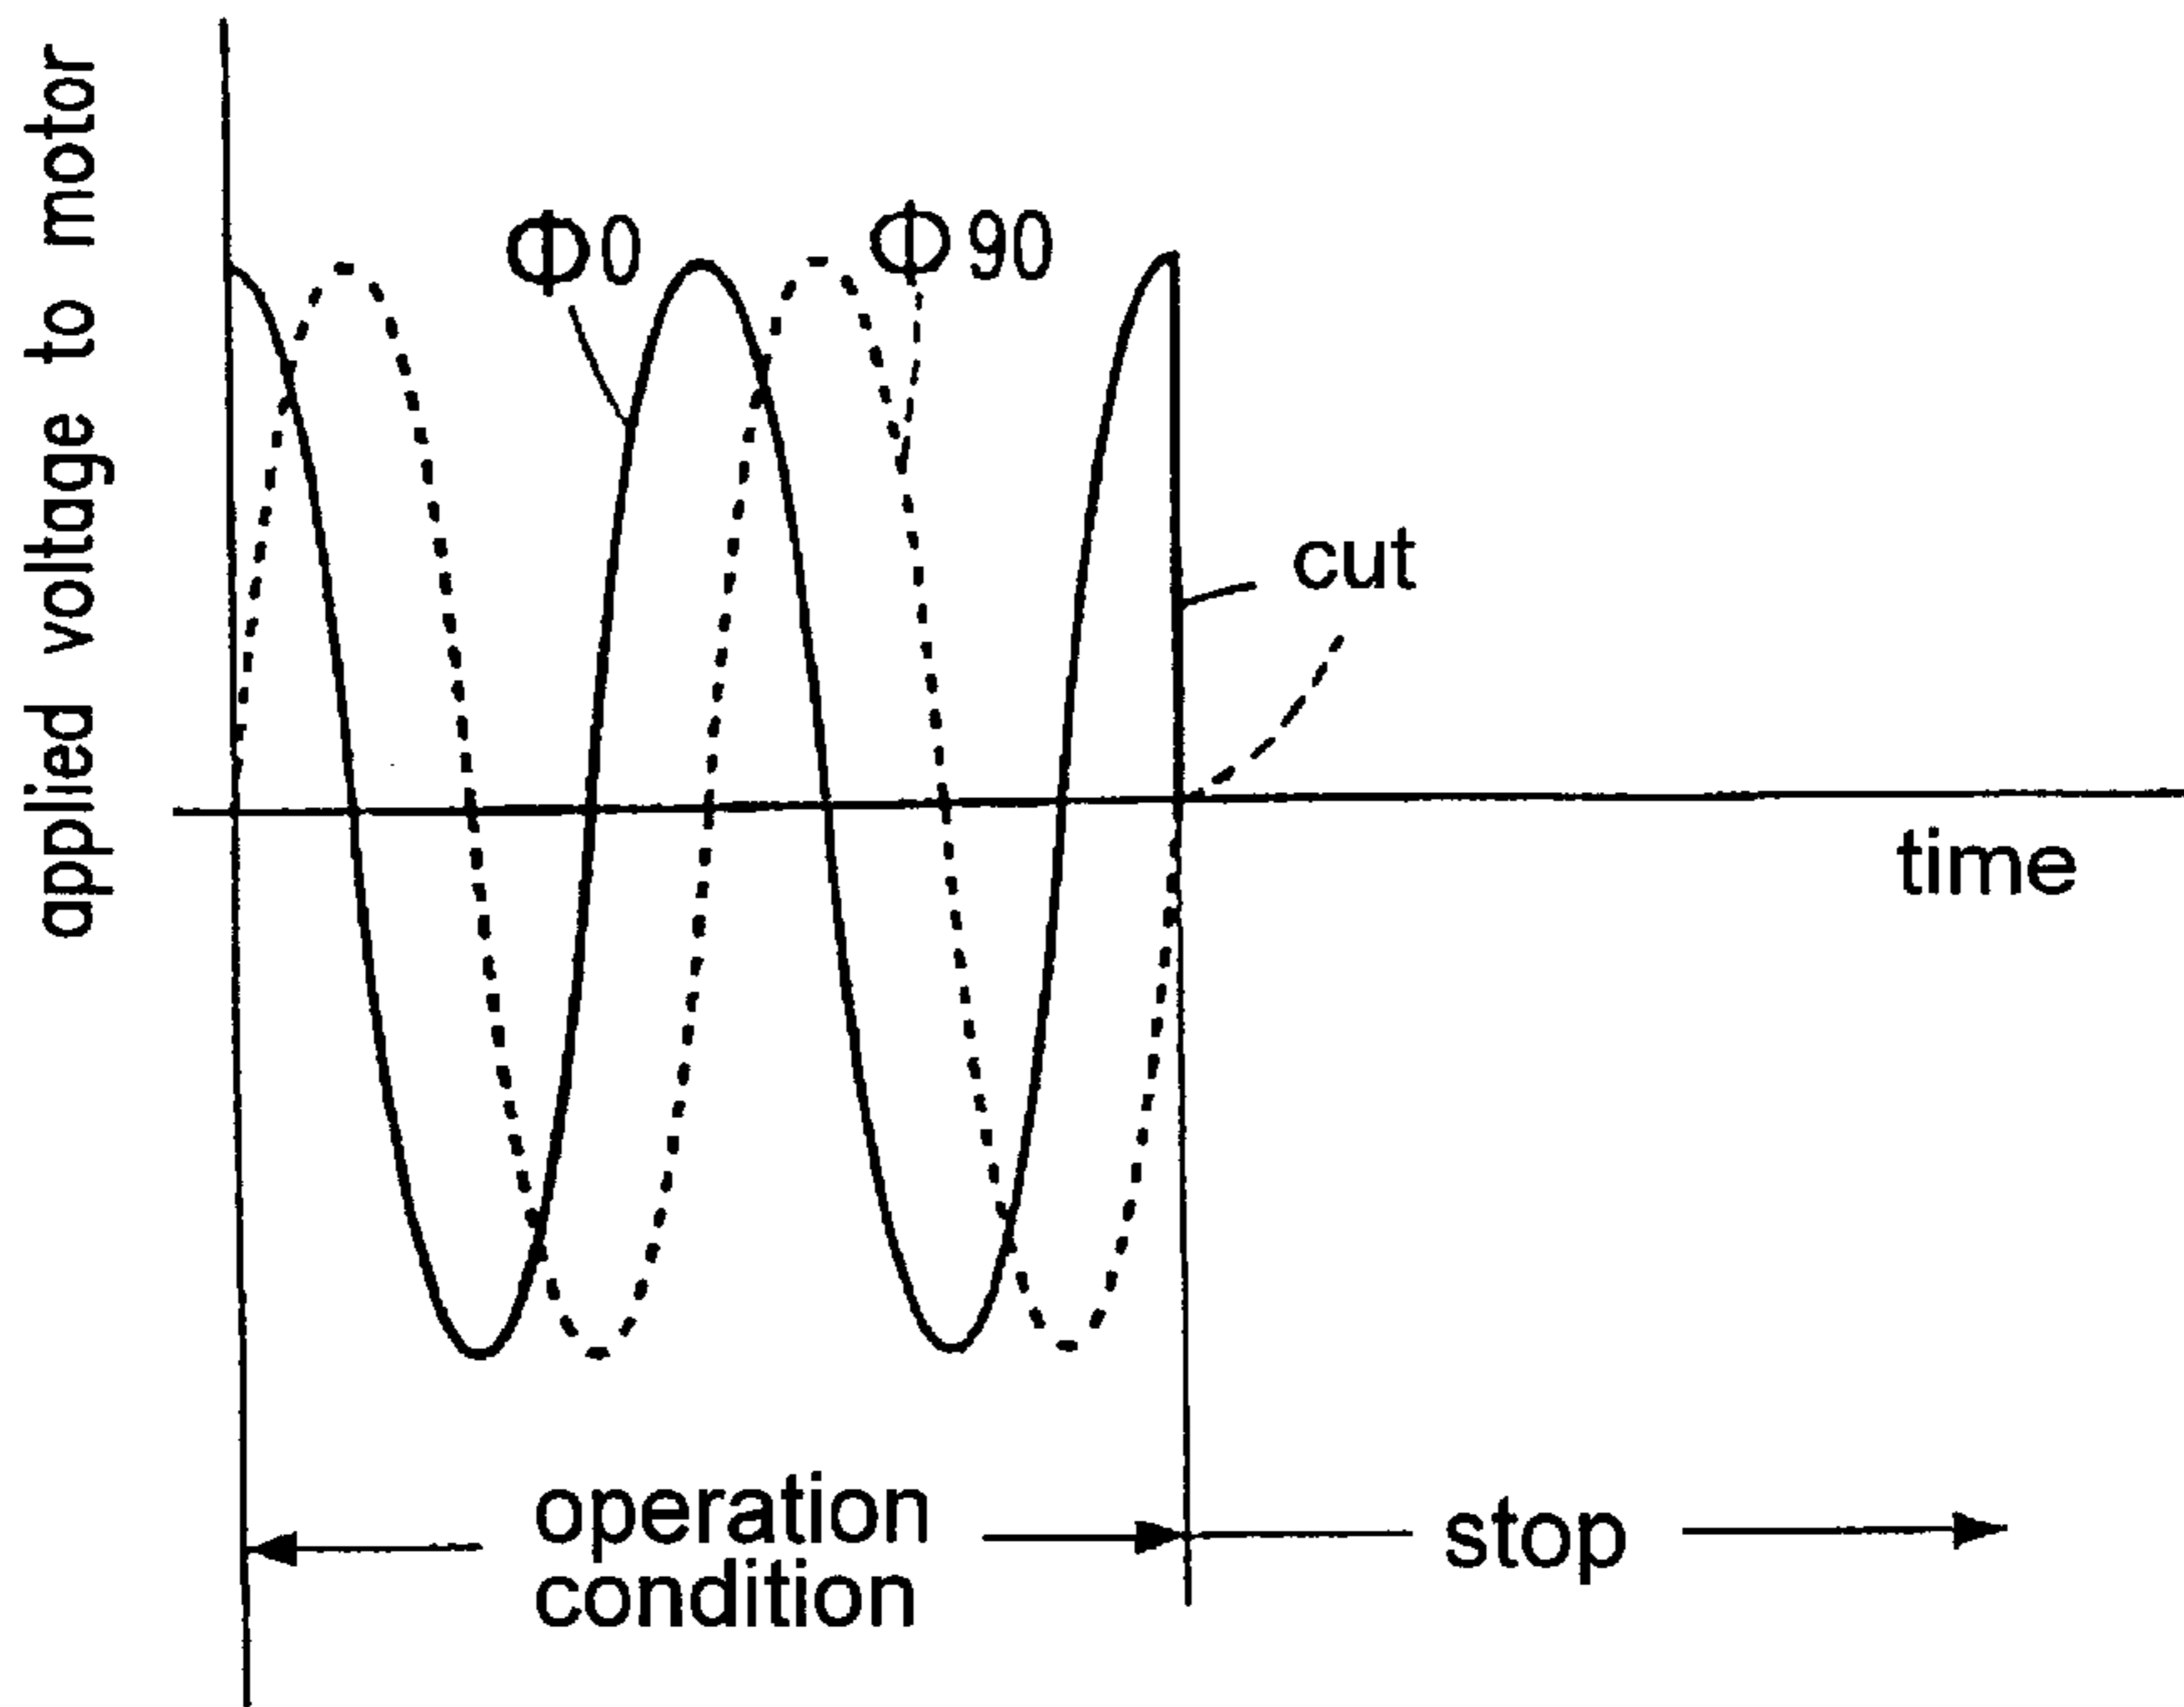 applied voltage to motor
Φ0
Φ90
cut
time
operation
condition
stop